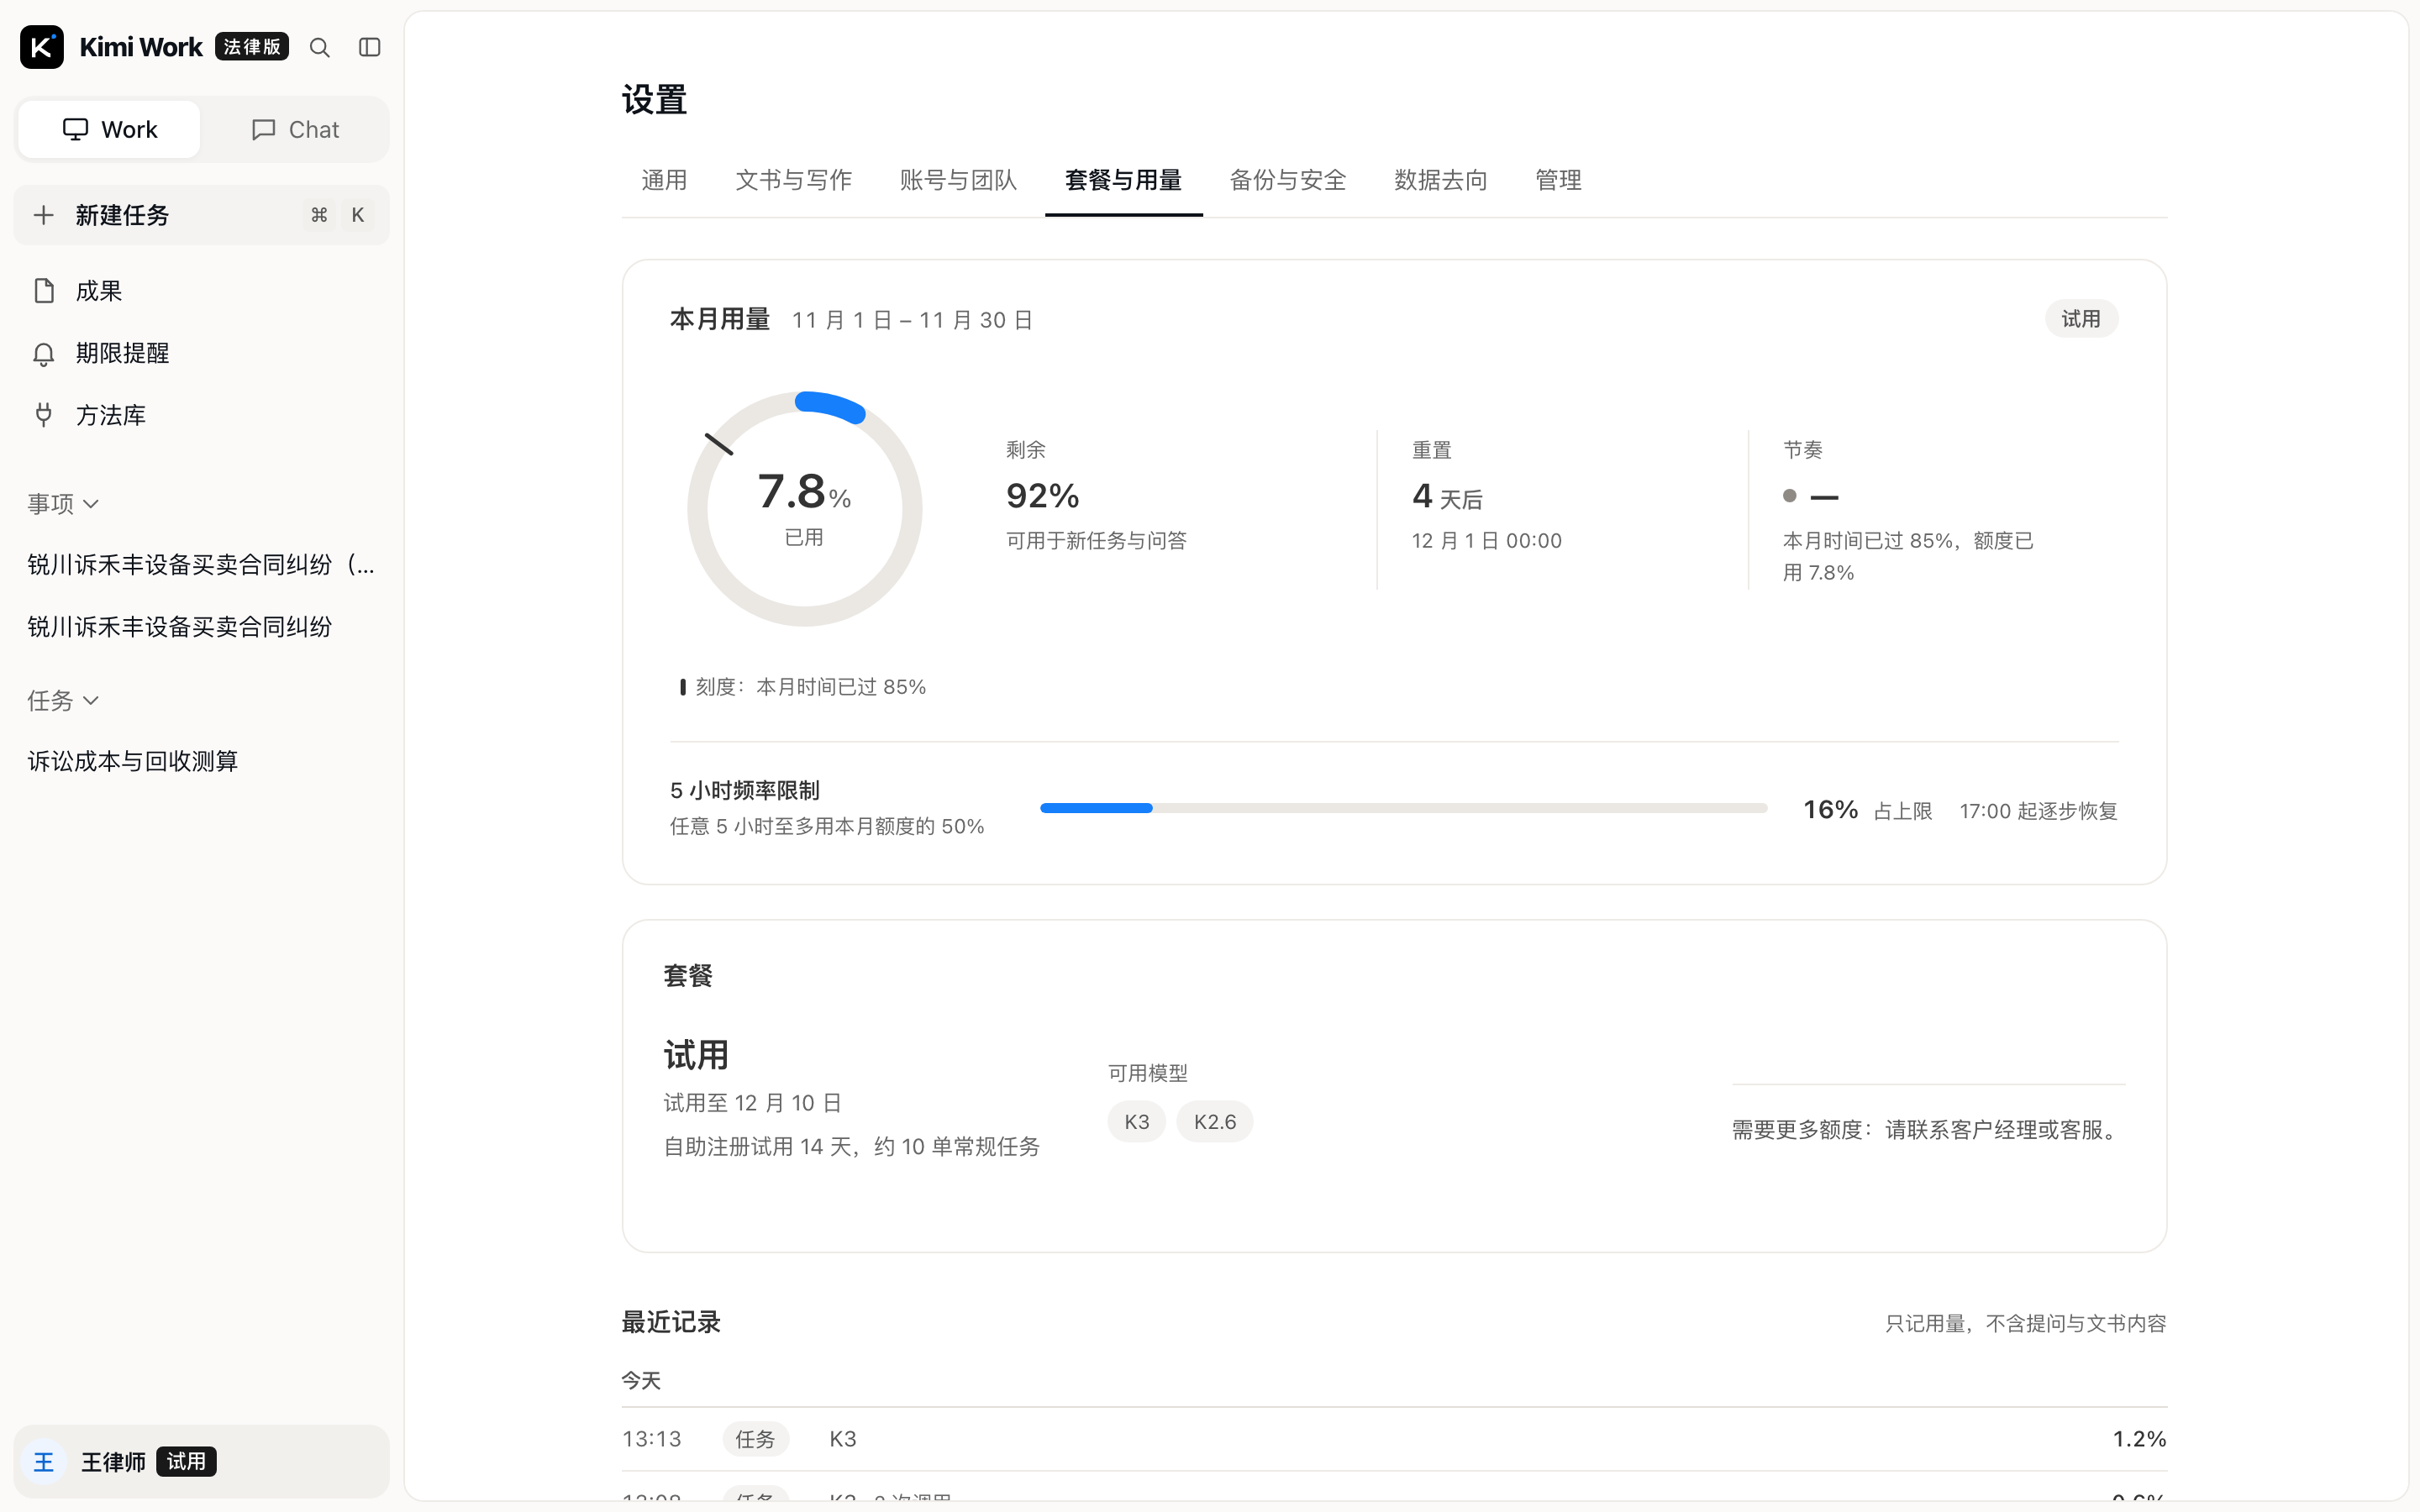 Kimi Work 法律版
Work
Chat
新建任务 ⌘ K
成果
期限提醒
方法库
事项
锐川诉禾丰设备买卖合同纠纷（...
锐川诉禾丰设备买卖合同纠纷
任务
诉讼成本与回收测算
王 王律师 试用
设置
通用 文书与写作 账号与团队 套餐与用量 备份与安全 数据去向 管理
本月用量 11 月 1 日 – 11 月 30 日
试用
7.8%
已用
剩余
92%
可用于新任务与问答
重置
4 天后
12 月 1 日 00:00
节奏
—
本月时间已过 85%，额度已
用 7.8%
刻度：本月时间已过 85%
5 小时频率限制
任意 5 小时至多用本月额度的 50%
16% 占上限 17:00 起逐步恢复
套餐
试用
试用至 12 月 10 日
自助注册试用 14 天，约 10 单常规任务
可用模型
K3 K2.6
需要更多额度：请联系客户经理或客服。
最近记录
只记用量，不含提问与文书内容
今天
13:13 任务 K3 1.2%